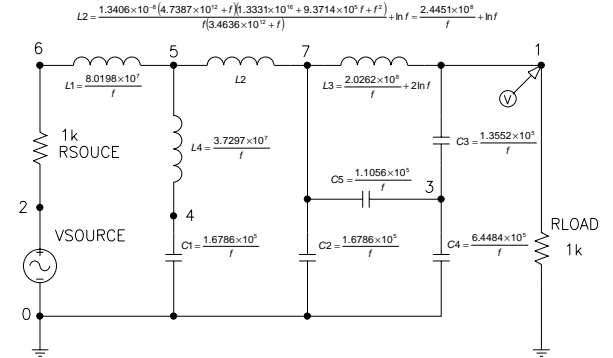 L2 = 1.3406×10⁻⁸(4.7387×10¹²+f)(1.3331×10¹⁶+9.3714×10⁵f+f²) / f(3.4636×10¹²+f) + ln f ≈ 2.4451×10⁸ / f + ln f
6
5
7
1
L1 = 8.0198×10⁷ / f
L2
L3 = 2.0262×10⁸ / f + 2 ln f
V
1k
RSOUCE
L4 = 3.7297×10⁷ / f
C3 = 1.3552×10⁵ / f
C5 = 1.1056×10⁵ / f
3
2
4
VSOURCE
C1 = 1.6786×10⁵ / f
C2 = 1.6786×10⁵ / f
C4 = 6.4484×10⁵ / f
RLOAD
1k
0